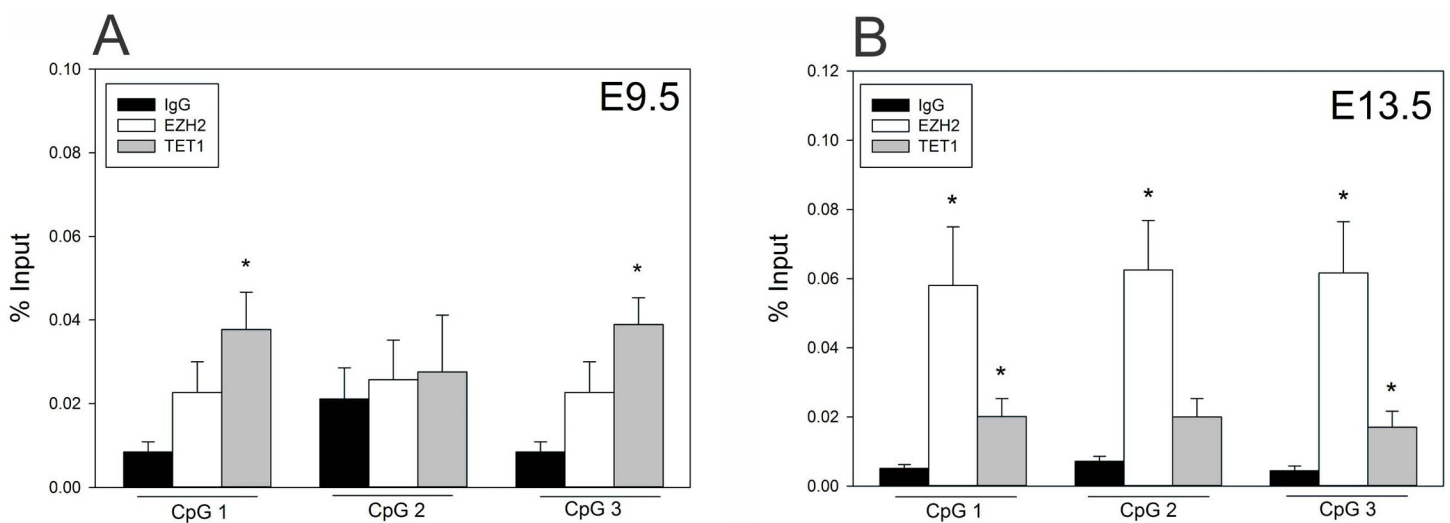 A
E9.5
IgG
EZH2
TET1
% Input
0.10
0.08
0.06
0.04
0.02
0.00
*
*
CpG 1
CpG 2
CpG 3
B
E13.5
IgG
EZH2
TET1
% Input
0.12
0.10
0.08
0.06
0.04
0.02
0.00
*
*
*
*
*
CpG 1
CpG 2
CpG 3